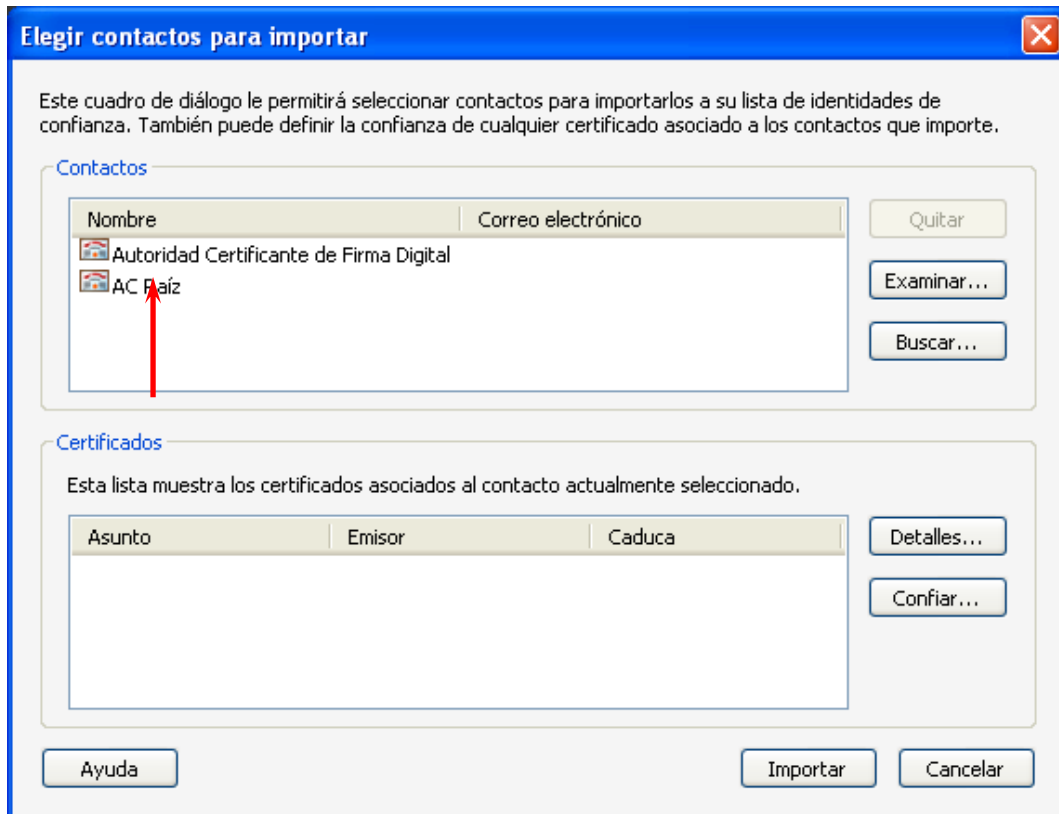 Elegir contactos para importar
Este cuadro de diálogo le permitirá seleccionar contactos para importarlos a su lista de identidades de
confianza. También puede definir la confianza de cualquier certificado asociado a los contactos que importe.
Contactos
Nombre Correo electrónico
Quitar
Autoridad Certificante de Firma Digital
AC Raíz
Examinar...
Buscar...
Certificados
Esta lista muestra los certificados asociados al contacto actualmente seleccionado.
Asunto Emisor Caduca
Detalles...
Confiar...
Ayuda Importar Cancelar